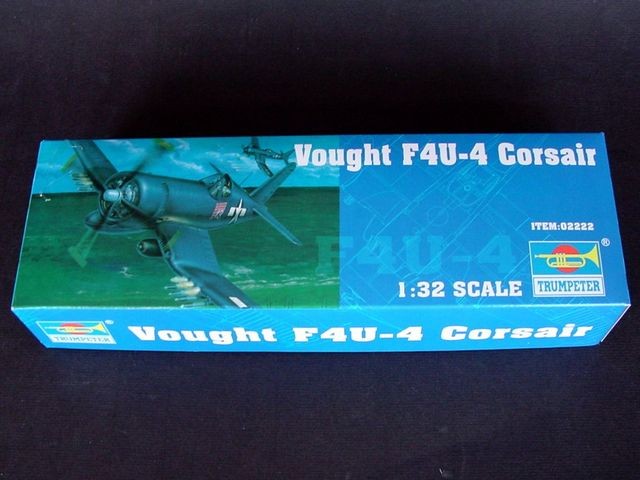 Vought F4U-4 Corsair
ITEM:02222
F4U-4
®
1:32 SCALE
TRUMPETER
TRUMPETER
®
Vought F4U-4 Corsair